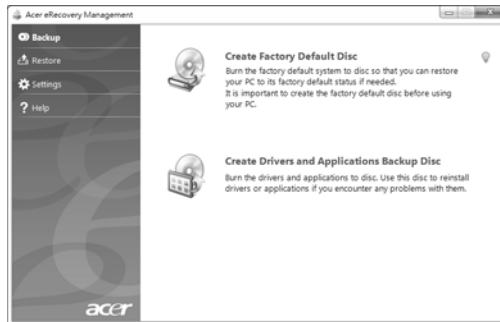 Acer eRecovery Management
Backup
Restore
Settings
? Help
Create Factory Default Disc
Burn the factory default system to disc so that you can restore
your PC to its factory default status if needed.
It is important to create the factory default disc before using
your PC.
Create Drivers and Applications Backup Disc
Burn the drivers and applications to disc. Use this disc to reinstall
drivers or applications if you encounter any problems with them.
acer